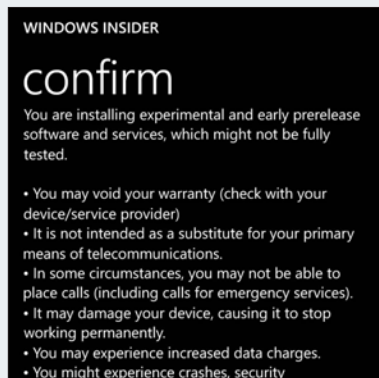 WINDOWS INSIDER
confirm
You are installing experimental and early prerelease
software and services, which might not be fully
tested.
• You may void your warranty (check with your
device/service provider)
• It is not intended as a substitute for your primary
means of telecommunications.
• In some circumstances, you may not be able to
place calls (including calls for emergency services).
• It may damage your device, causing it to stop
working permanently.
• You may experience increased data charges.
• You might experience crashes, security